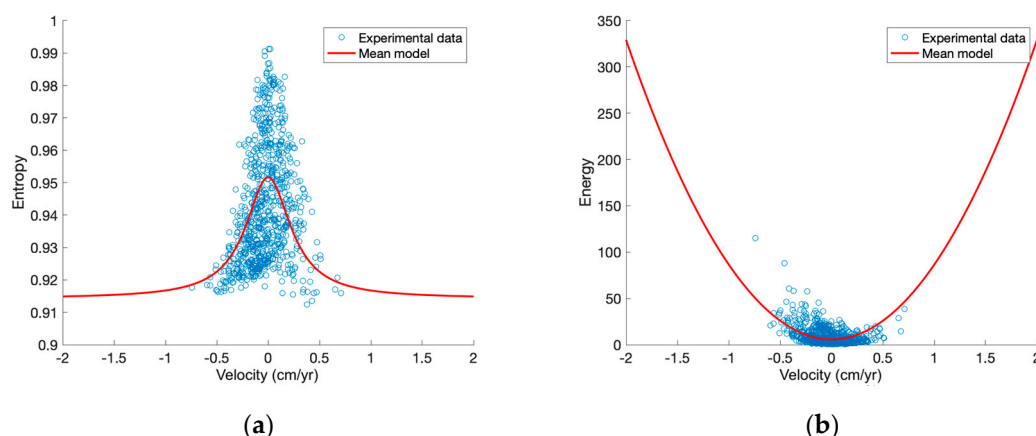 1
0.99
0.98
0.97
0.96
0.95
0.94
0.93
0.92
0.91
0.9
Entropy
-2 -1.5 -1 -0.5 0 0.5 1 1.5 2
Velocity (cm/yr)
Experimental data
Mean model
(a)
350
300
250
200
150
100
50
0
Energy
-2 -1.5 -1 -0.5 0 0.5 1 1.5 2
Velocity (cm/yr)
Experimental data
Mean model
(b)